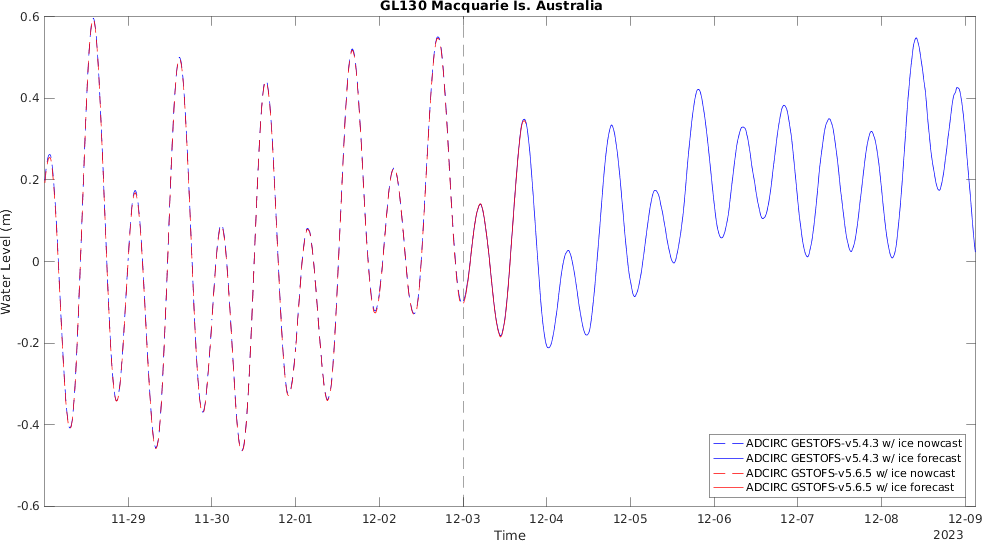 GL130 Macquarie Is. Australia
0.6
0.4
0.2
0
-0.2
-0.4
-0.6
Water Level (m)
ADCIRC GESTOFS-v5.4.3 w/ ice nowcast
ADCIRC GESTOFS-v5.4.3 w/ ice forecast
ADCIRC GSTOFS-v5.6.5 w/ ice nowcast
ADCIRC GSTOFS-v5.6.5 w/ ice forecast
11-29 11-30 12-01 12-02 12-03 12-04 12-05 12-06 12-07 12-08 12-09
Time 2023